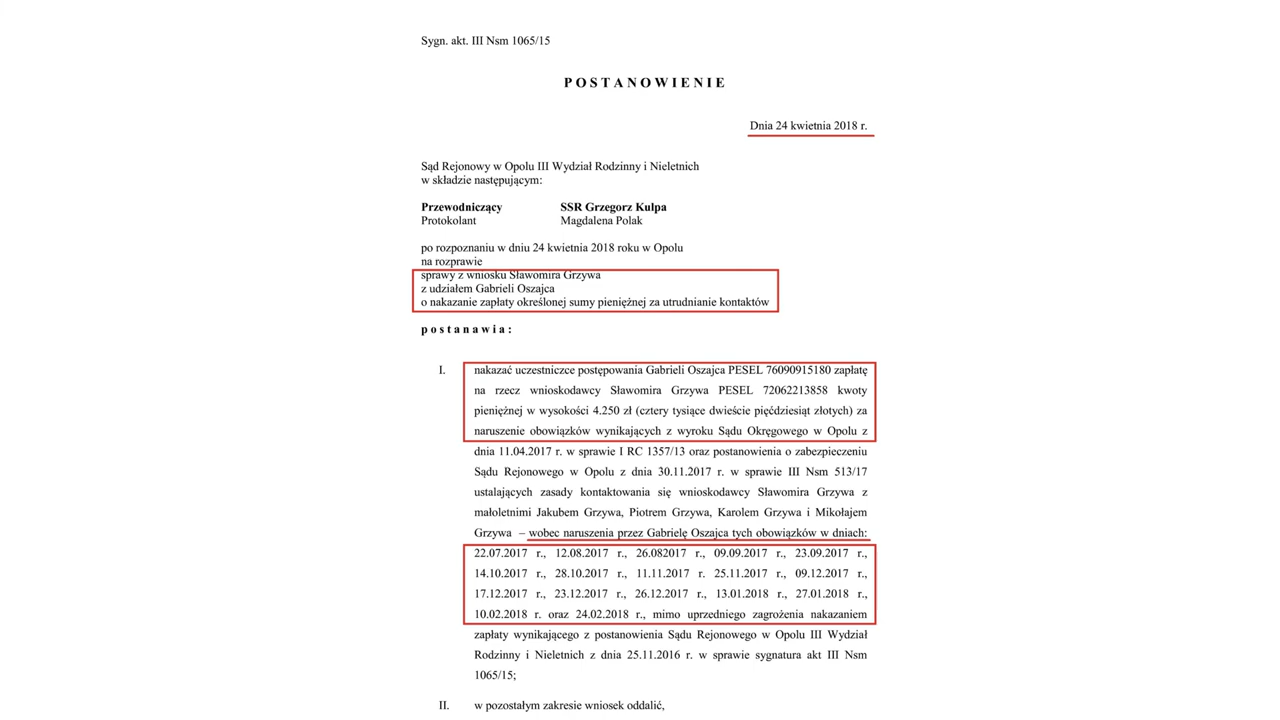 Sygn. akt. III Nsm 1065/15
POSTANOWIENIE
Dnia 24 kwietnia 2018 r.
Sąd Rejonowy w Opolu III Wydział Rodzinny i Nieletnich
w składzie następującym:
Przewodniczący SSR Grzegorz Kulpa
Protokolant Magdalena Polak
po rozpoznaniu w dniu 24 kwietnia 2018 roku w Opolu
na rozprawie
sprawy z wniosku Sławomira Grzywa
z udziałem Gabrieli Oszajca
o nakazanie zapłaty określonej sumy pieniężnej za utrudnianie kontaktów
postanawia:
I. nakazać uczestniczce postępowania Gabrieli Oszajca PESEL 76090915180 zapłatę
na rzecz wnioskodawcy Sławomira Grzywa PESEL 72062213858 kwoty
pieniężnej w wysokości 4.250 zł (cztery tysiące dwieście pięćdziesiąt złotych) za
naruszenie obowiązków wynikających z wyroku Sądu Okręgowego w Opolu z
dnia 11.04.2017 r. w sprawie I RC 1357/13 oraz postanowienia o zabezpieczeniu
Sądu Rejonowego w Opolu z dnia 30.11.2017 r. w sprawie III Nsm 513/17
ustalających zasady kontaktowania się wnioskodawcy Sławomira Grzywa z
małoletnimi Jakubem Grzywa, Piotrem Grzywa, Karolem Grzywa i Mikołajem
Grzywa – wobec naruszenia przez Gabrielę Oszajca tych obowiązków w dniach:
22.07.2017 r., 12.08.2017 r., 26.082017 r., 09.09.2017 r., 23.09.2017 r.,
14.10.2017 r., 28.10.2017 r., 11.11.2017 r. 25.11.2017 r., 09.12.2017 r.,
17.12.2017 r., 23.12.2017 r., 26.12.2017 r., 13.01.2018 r., 27.01.2018 r.,
10.02.2018 r. oraz 24.02.2018 r., mimo uprzedniego zagrożenia nakazaniem
zapłaty wynikającego z postanowienia Sądu Rejonowego w Opolu III Wydział
Rodzinny i Nieletnich z dnia 25.11.2016 r. w sprawie sygnatura akt III Nsm
1065/15;
II. w pozostałym zakresie wniosek oddalić,